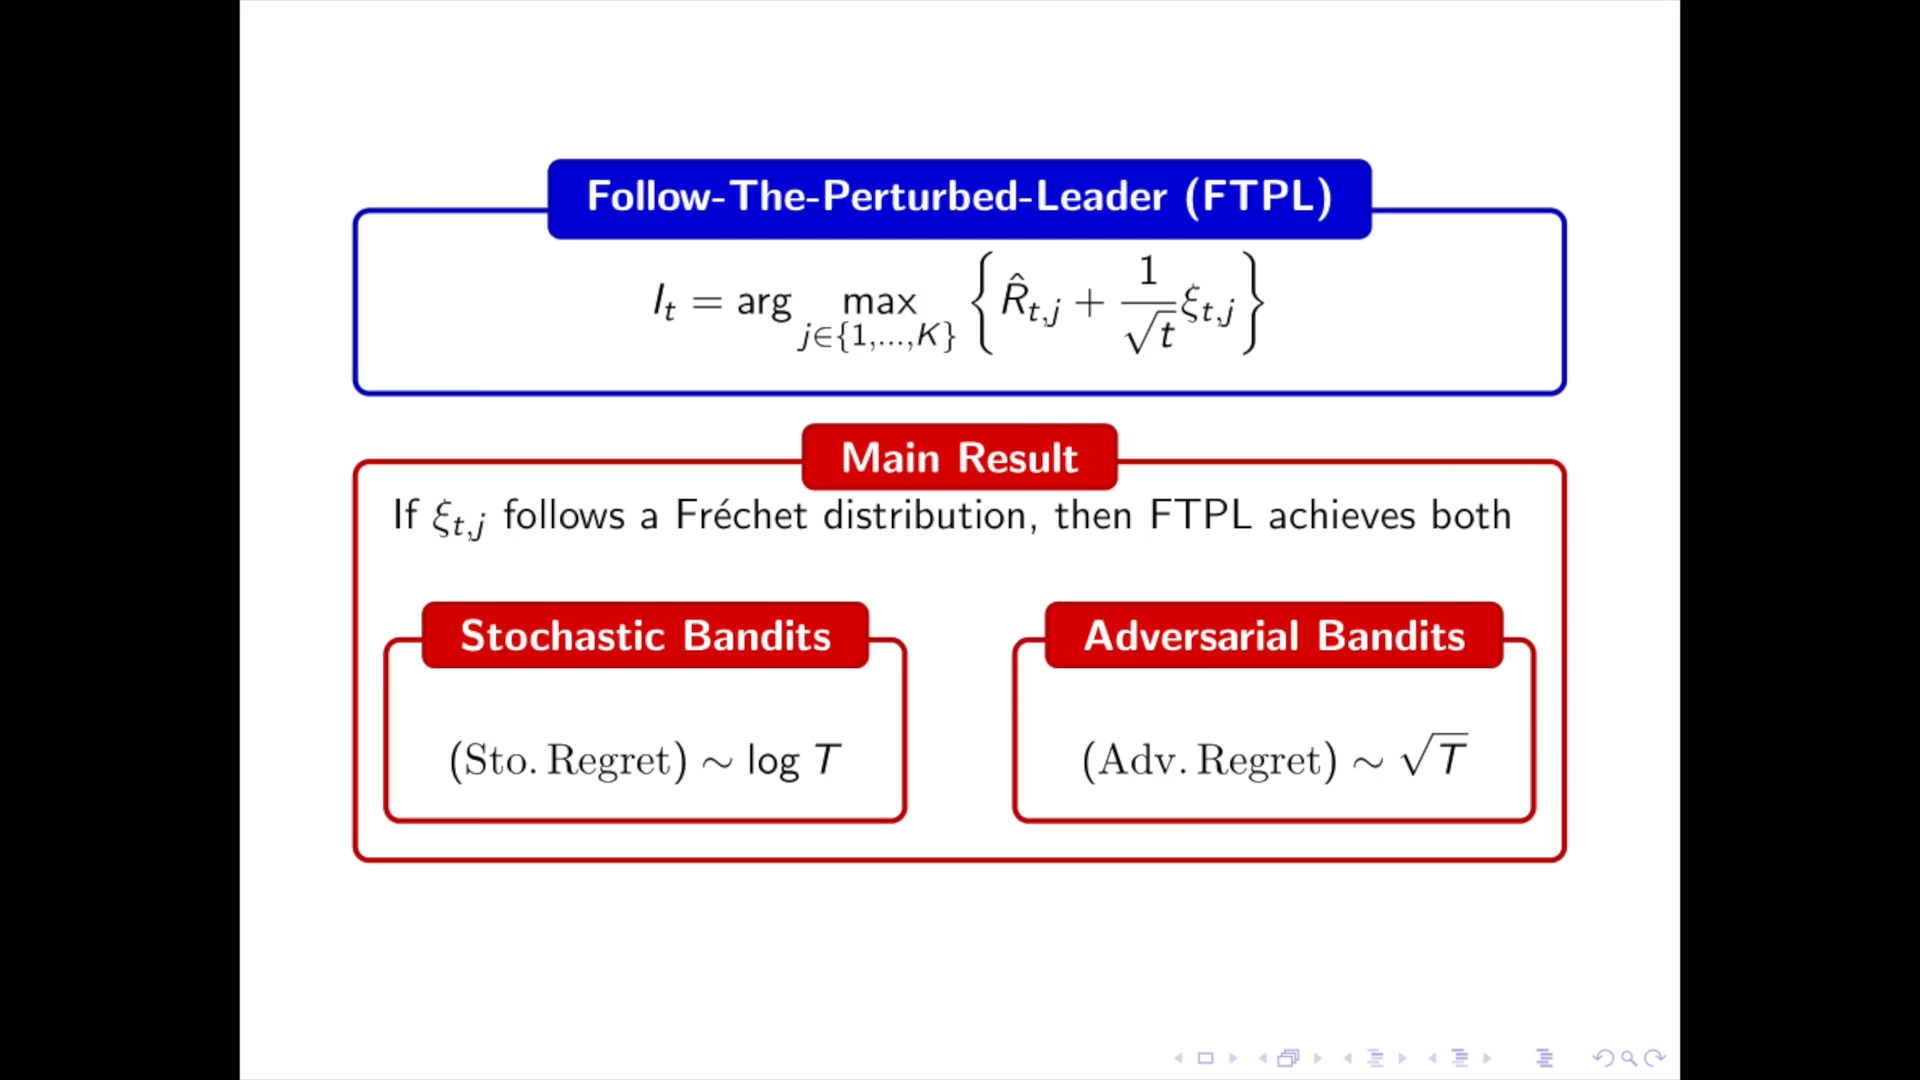 Follow-The-Perturbed-Leader (FTPL)
I_t = arg max_{j∈{1,...,K}} { R̂_{t,j} + 1/√t ξ_{t,j} }
Main Result
If ξ_{t,j} follows a Fréchet distribution, then FTPL achieves both
Stochastic Bandits
(Sto. Regret) ∼ log T
Adversarial Bandits
(Adv. Regret) ∼ √T